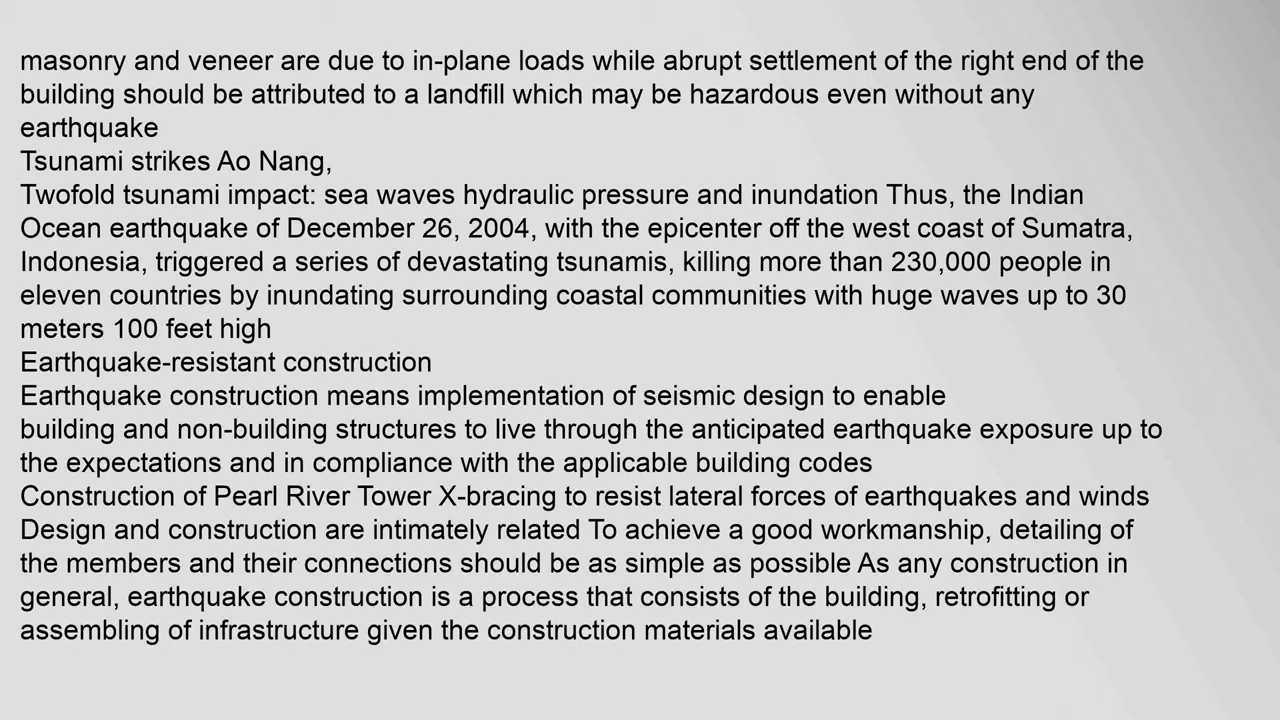 masonry and veneer are due to in-plane loads while abrupt settlement of the right end of the
building should be attributed to a landfill which may be hazardous even without any
earthquake
Tsunami strikes Ao Nang,
Twofold tsunami impact: sea waves hydraulic pressure and inundation Thus, the Indian
Ocean earthquake of December 26, 2004, with the epicenter off the west coast of Sumatra,
Indonesia, triggered a series of devastating tsunamis, killing more than 230,000 people in
eleven countries by inundating surrounding coastal communities with huge waves up to 30
meters 100 feet high
Earthquake-resistant construction
Earthquake construction means implementation of seismic design to enable
building and non-building structures to live through the anticipated earthquake exposure up to
the expectations and in compliance with the applicable building codes
Construction of Pearl River Tower X-bracing to resist lateral forces of earthquakes and winds
Design and construction are intimately related To achieve a good workmanship, detailing of
the members and their connections should be as simple as possible As any construction in
general, earthquake construction is a process that consists of the building, retrofitting or
assembling of infrastructure given the construction materials available